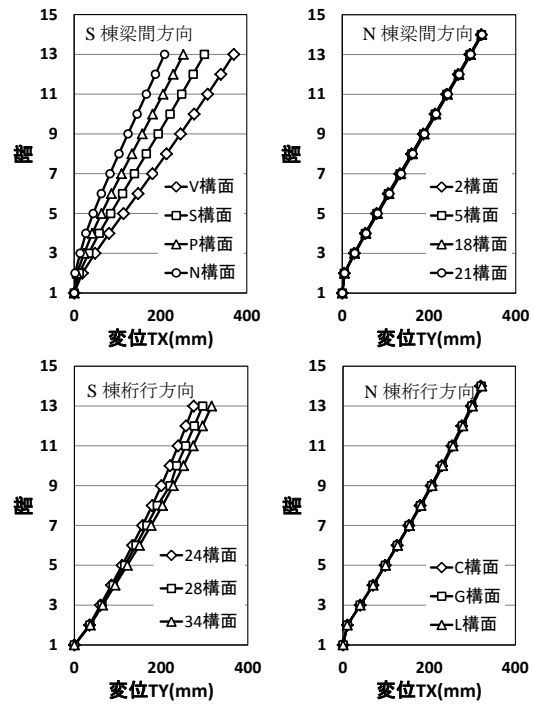 S 棟梁間方向
15
13
11
9
7
5
3
1
階
V構面
S構面
P構面
N構面
0
200
400
変位TX(mm)
N 棟梁間方向
15
13
11
9
7
5
3
1
階
2構面
5構面
18構面
21構面
0
200
400
変位TY(mm)
S 棟桁行方向
15
13
11
9
7
5
3
1
階
24構面
28構面
34構面
0
200
400
変位TY(mm)
N 棟桁行方向
15
13
11
9
7
5
3
1
階
C構面
G構面
L構面
0
200
400
変位TX(mm)